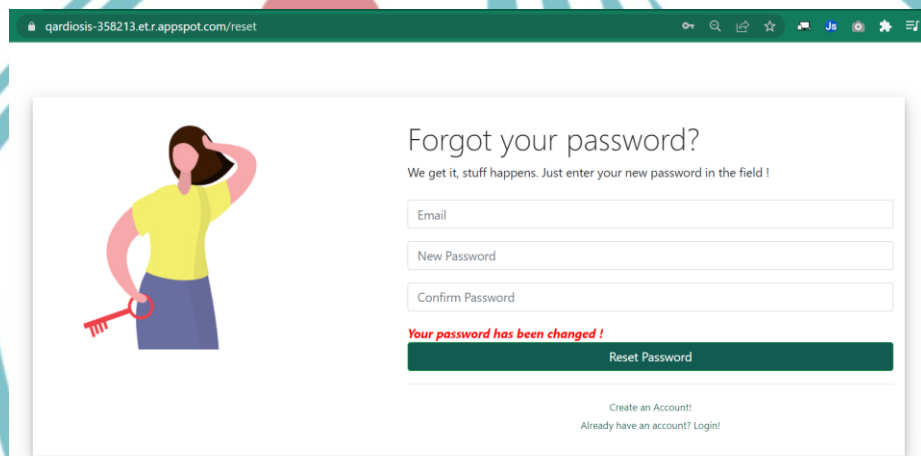 qardiosis-358213.et.r.appspot.com/reset
Js
Forgot your password?
We get it, stuff happens. Just enter your new password in the field !
Email
New Password
Confirm Password
Your password has been changed !
Reset Password
Create an Account!
Already have an account? Login!